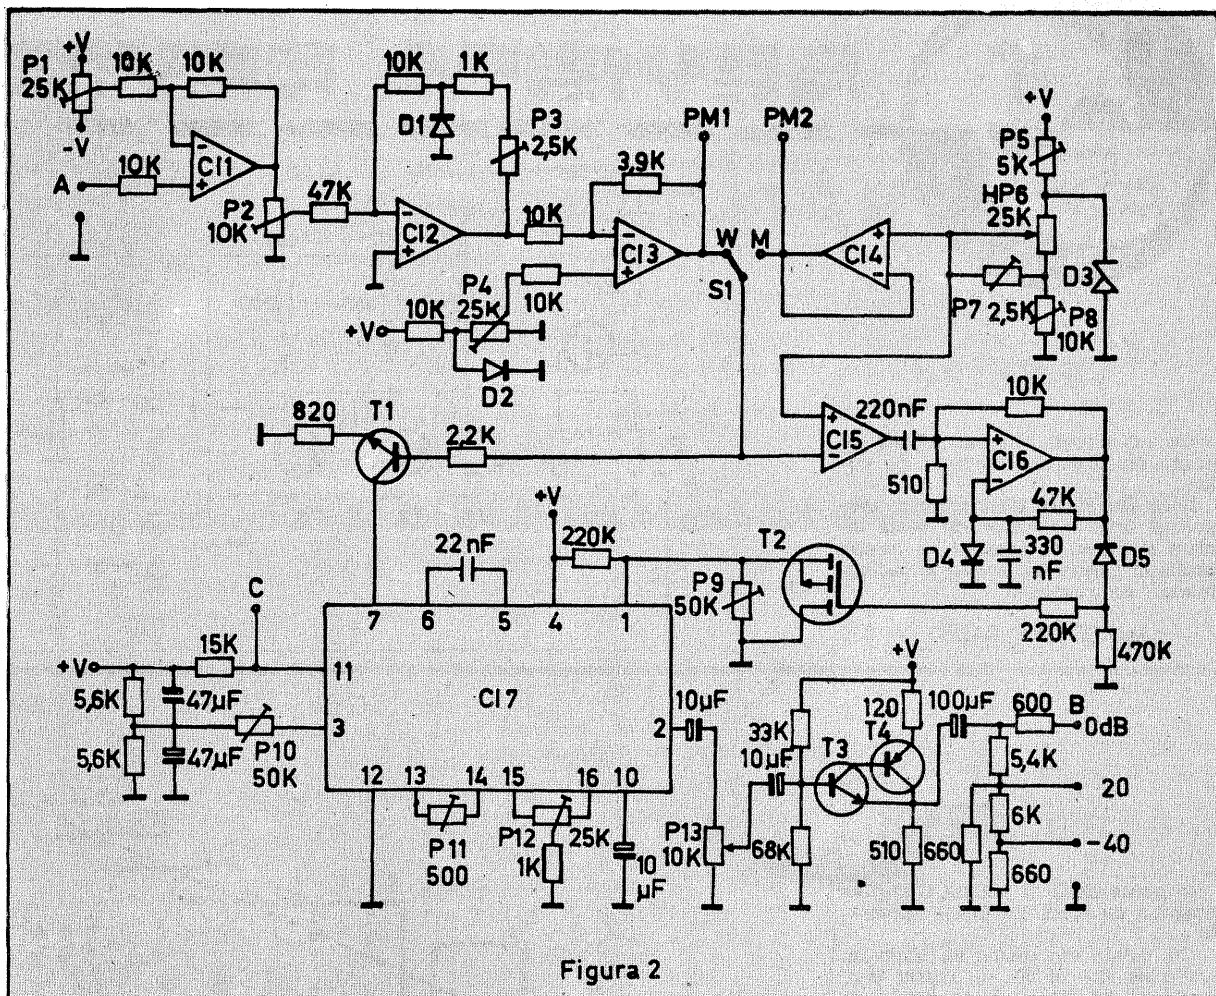 +V
P1
25K
-V
10K
10K
A
10K
- CI1 +
P2
10K
47K
10K
1K
D1
P3
2,5K
- CI2 +
10K
3,9K
- CI3 +
10K
P4
25K
10K
+V
D2
PM1
PM2
W
M
S1
+ CI4 -
+V
P5
5K
HP6
25K
D3
P7
2,5K
P8
10K
220nF
+ CI5 -
10K
+ CI6 -
510
47K
D4
330
nF
D5
820
T1
2,2K
+V
22nF
220K
T2
P9
50K
220K
470K
C
15K
+V
5,6K
47µF
5,6K
47µF
P10
50K
7
6
5
4
1
11
3
CI7
2
12
13
14
15
16
10
P11
500
P12
25K
1K
10
µF
10µF
P13
10K
+V
33K
10µF
68K
120
T3
T4
510
100µF
600
B
0dB
5,4K
20
6K
-40
660
660
Figura 2